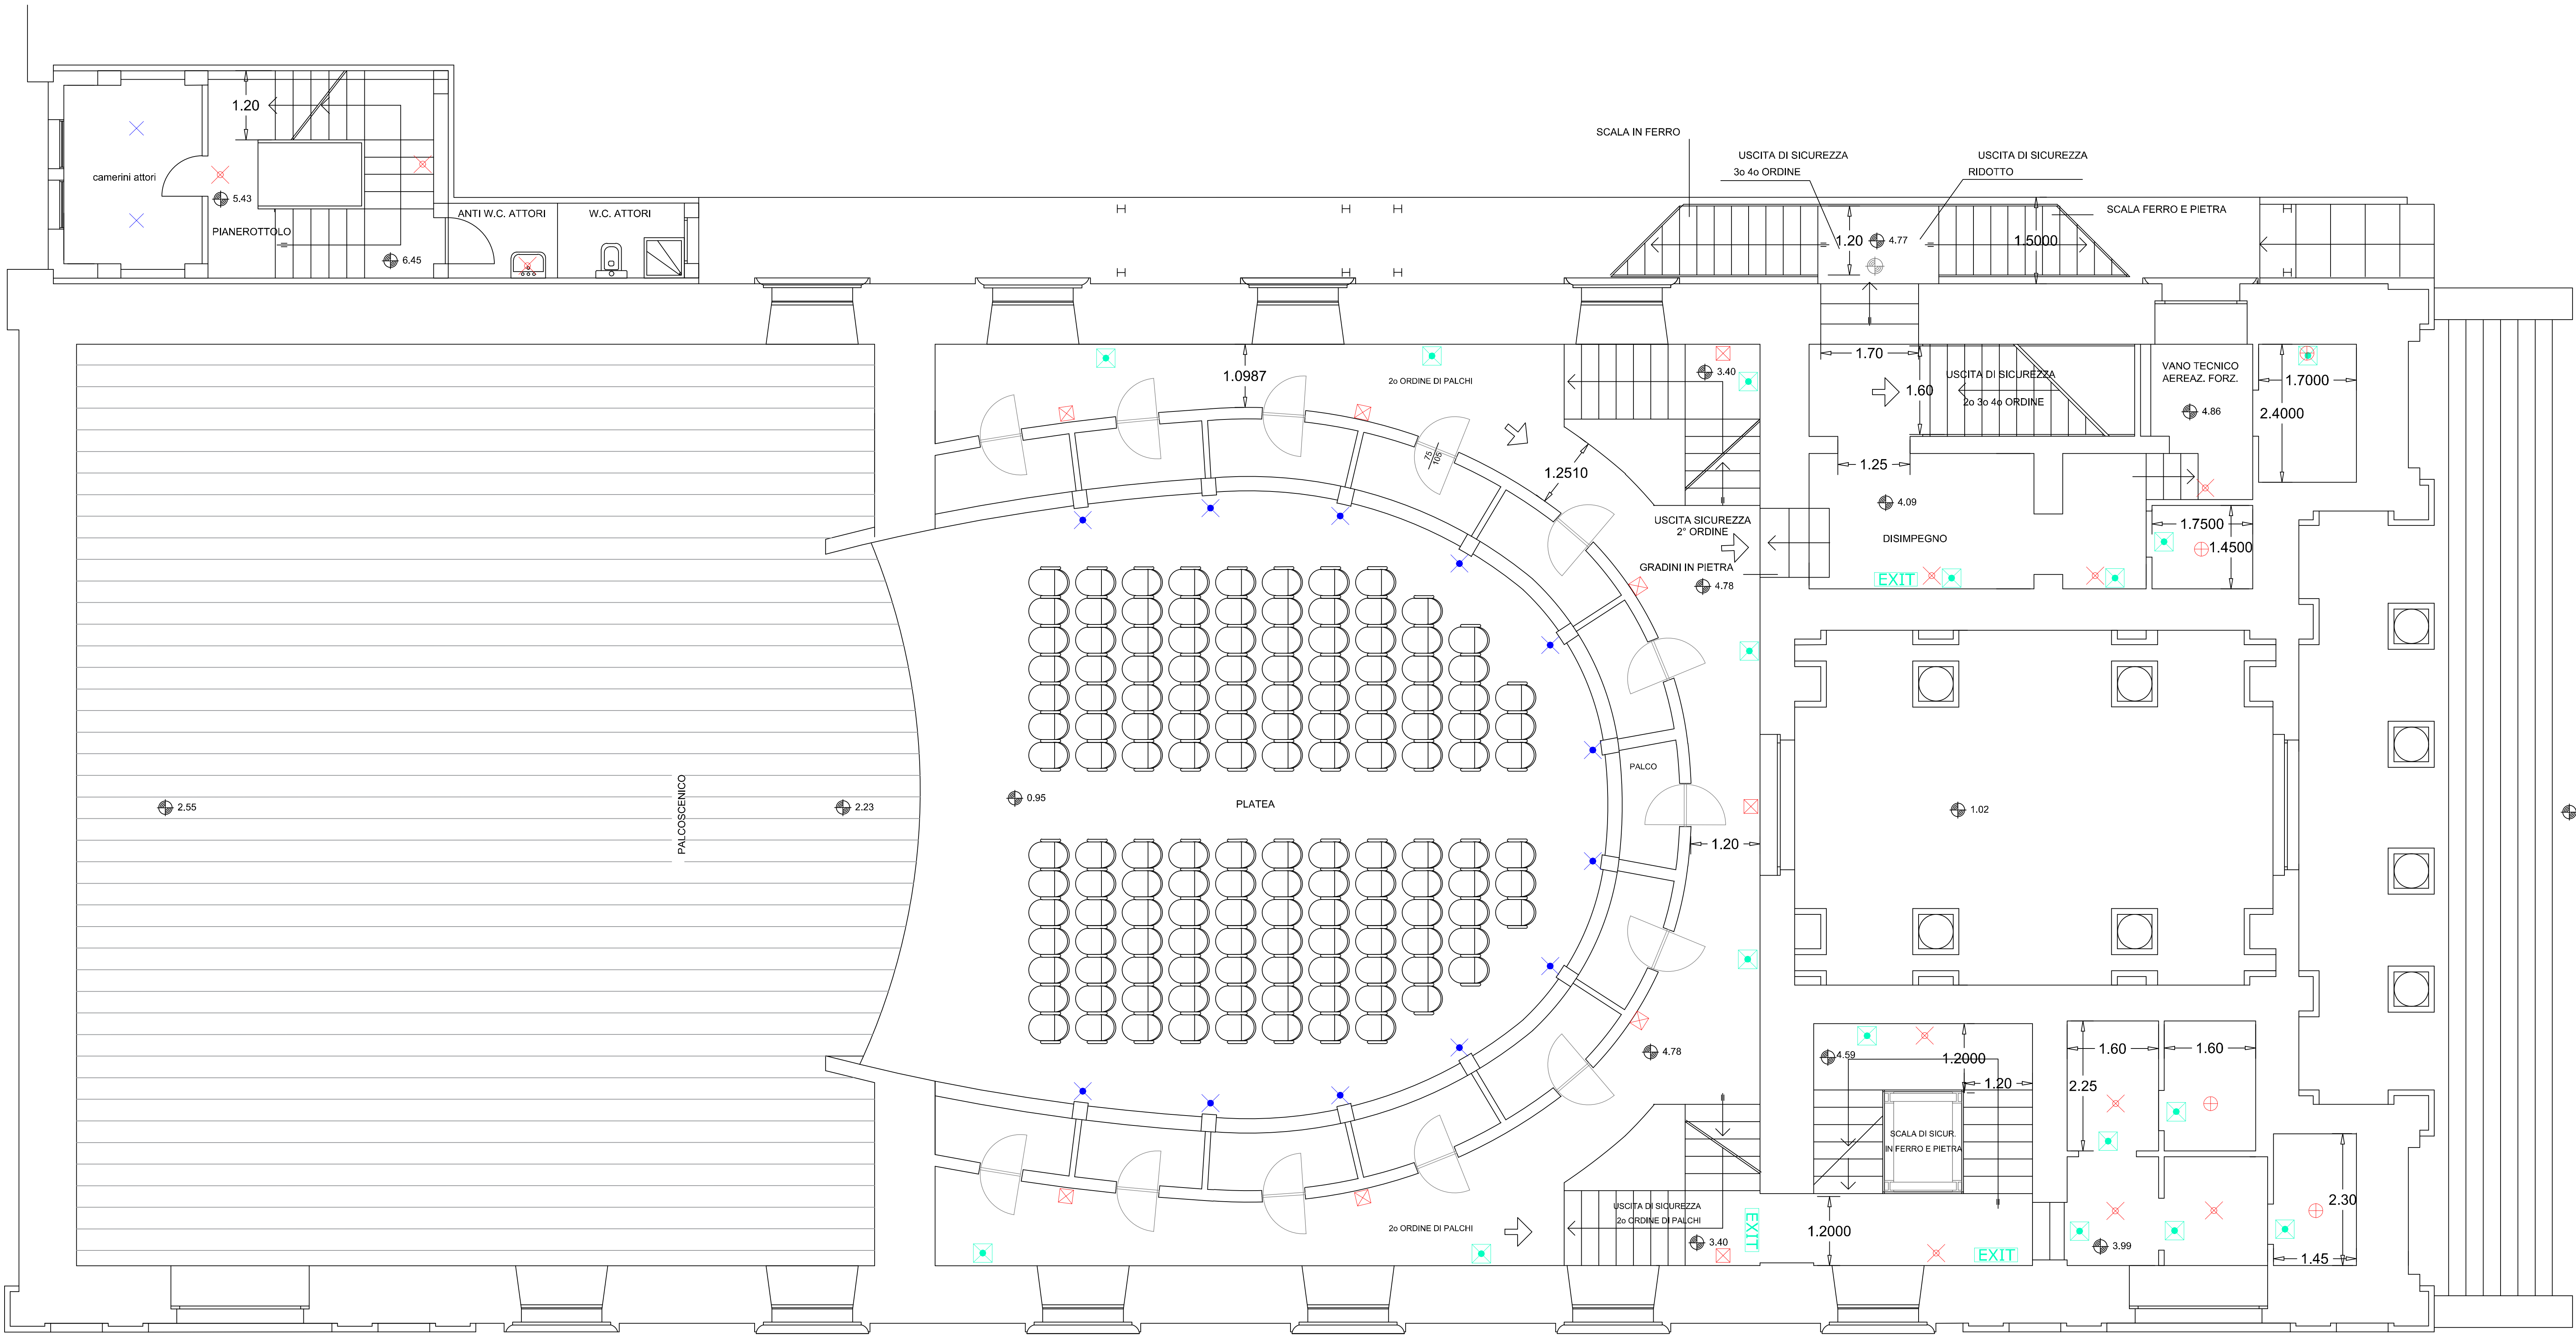 SCALA IN FERRO
USCITA DI SICUREZZA
3o 4o ORDINE
USCITA DI SICUREZZA
RIDOTTO
SCALA FERRO E PIETRA
1.20
camerini attori
5.43
PIANEROTTOLO
6.45
ANTI W.C. ATTORI
W.C. ATTORI
1.20
4.77
1.5000
1.0987
2o ORDINE DI PALCHI
3.40
1.70
1.60
USCITA DI SICUREZZA
2o 3o 4o ORDINE
VANO TECNICO
AEREAZ. FORZ.
4.86
1.7000
2.4000
75
105
1.2510
1.25
4.09
USCITA SICUREZZA
2° ORDINE
DISIMPEGNO
1.7500
1.4500
GRADINI IN PIETRA
4.78
EXIT
PALCO
2.55
PALCOSCENICO
2.23
0.95
PLATEA
1.02
1.20
4.78
4.59
1.2000
1.20
1.60
1.60
2.25
SCALA DI SICUR.
IN FERRO E PIETRA
2o ORDINE DI PALCHI
USCITA DI SICUREZZA
2o ORDINE DI PALCHI
3.40
EXIT
1.2000
EXIT
3.99
2.30
1.45